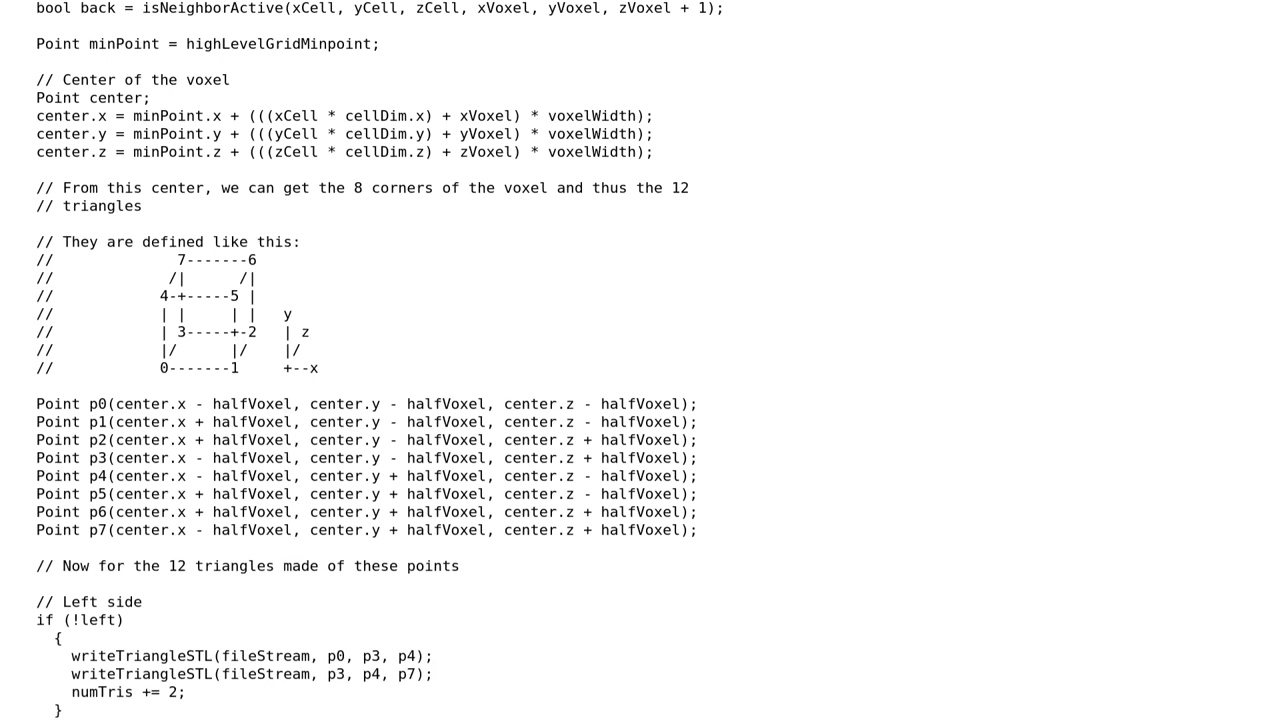 bool back = isNeighborActive(xCell, yCell, zCell, xVoxel, yVoxel, zVoxel + 1);

Point minPoint = highLevelGridMinpoint;

// Center of the voxel
Point center;
center.x = minPoint.x + (((xCell * cellDim.x) + xVoxel) * voxelWidth);
center.y = minPoint.y + (((yCell * cellDim.y) + yVoxel) * voxelWidth);
center.z = minPoint.z + (((zCell * cellDim.z) + zVoxel) * voxelWidth);

// From this center, we can get the 8 corners of the voxel and thus the 12
// triangles

// They are defined like this:
//              7-------6
//             /|      /|
//            4-+-----5 |
//            | |     | |   y
//            | 3-----+-2   | z
//            |/      |/    |/
//            0-------1     +--x

Point p0(center.x - halfVoxel, center.y - halfVoxel, center.z - halfVoxel);
Point p1(center.x + halfVoxel, center.y - halfVoxel, center.z - halfVoxel);
Point p2(center.x + halfVoxel, center.y - halfVoxel, center.z + halfVoxel);
Point p3(center.x - halfVoxel, center.y - halfVoxel, center.z + halfVoxel);
Point p4(center.x - halfVoxel, center.y + halfVoxel, center.z - halfVoxel);
Point p5(center.x + halfVoxel, center.y + halfVoxel, center.z - halfVoxel);
Point p6(center.x + halfVoxel, center.y + halfVoxel, center.z + halfVoxel);
Point p7(center.x - halfVoxel, center.y + halfVoxel, center.z + halfVoxel);

// Now for the 12 triangles made of these points

// Left side
if (!left)
  {
    writeTriangleSTL(fileStream, p0, p3, p4);
    writeTriangleSTL(fileStream, p3, p4, p7);
    numTris += 2;
  }